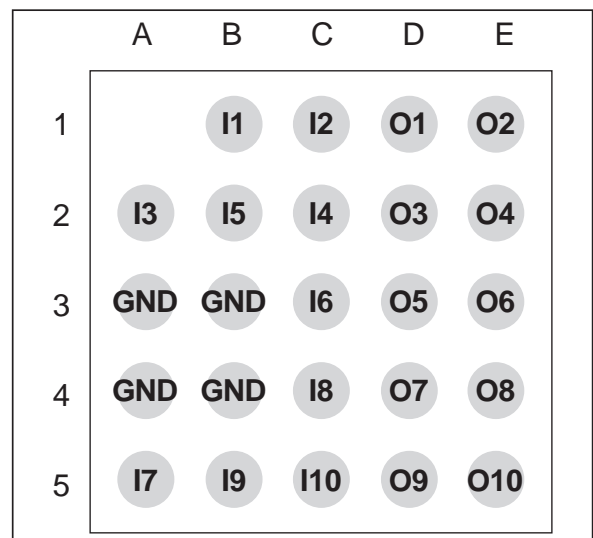 A B C D E
1 I1 I2 O1 O2
2 I3 I5 I4 O3 O4
3 GND GND I6 O5 O6
4 GND GND I8 O7 O8
5 I7 I9 I10 O9 O10